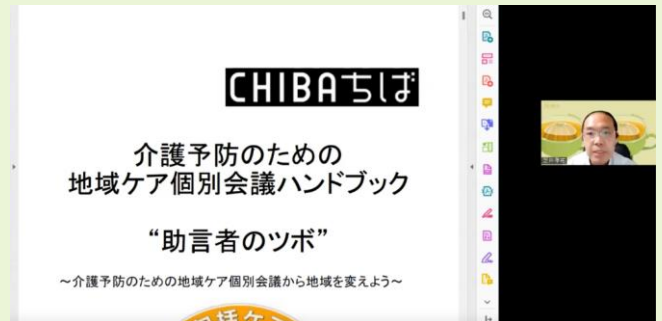 CHIBAちば
介護予防のための
地域ケア個別会議ハンドブック
“助言者のツボ”
～介護予防のための地域ケア個別会議から地域を変えよう～
括ケア